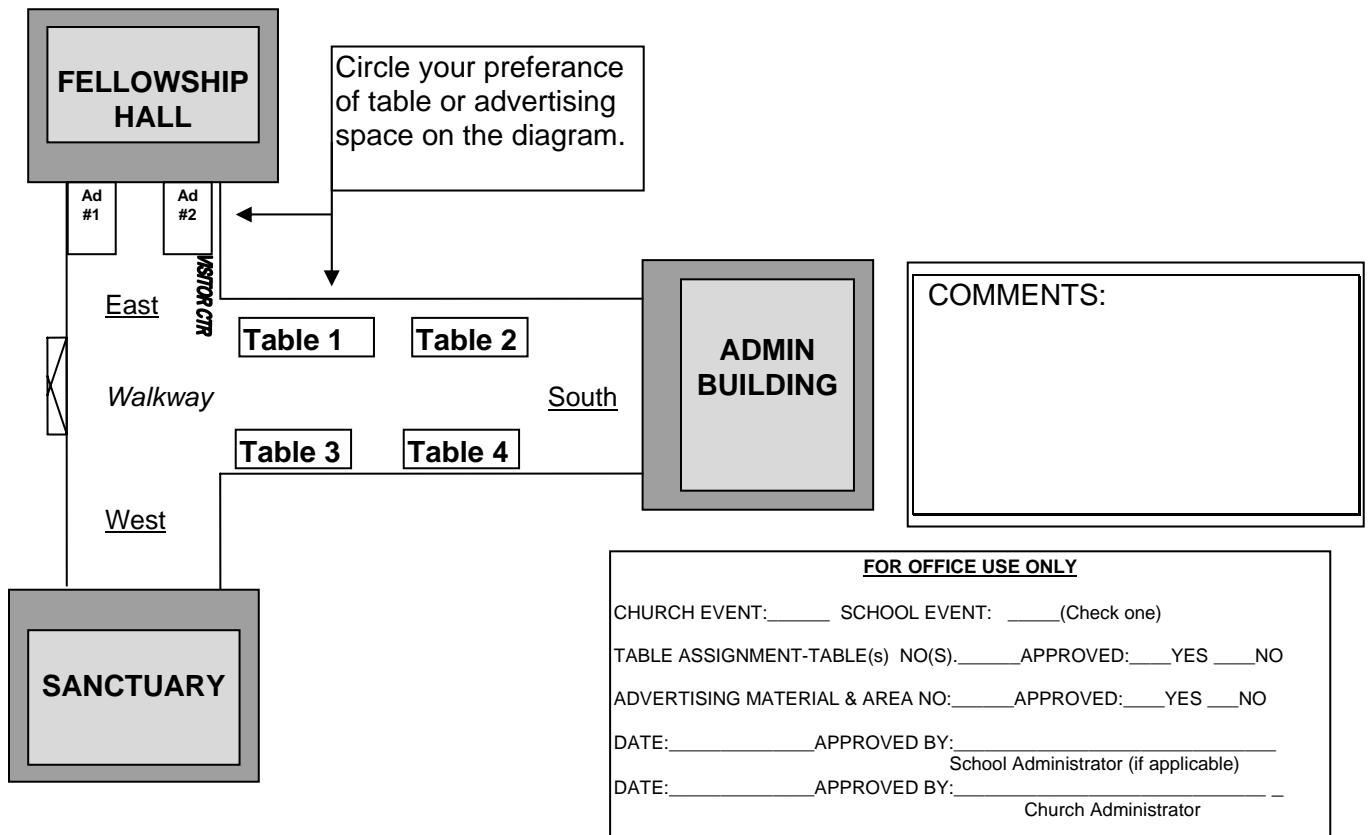 FELLOWSHIP
HALL
Circle your preferance
of table or advertising
space on the diagram.
Ad
#1
Ad
#2
VISITOR CTR
East
Table 1
Table 2
Walkway
South
Table 3
Table 4
West
ADMIN
BUILDING
COMMENTS:
SANCTUARY
FOR OFFICE USE ONLY
CHURCH EVENT:______ SCHOOL EVENT: _____(Check one)
TABLE ASSIGNMENT-TABLE(s) NO(S).______APPROVED:____YES ____NO
ADVERTISING MATERIAL & AREA NO:______APPROVED:____YES ___NO
DATE:______________APPROVED BY:_______________________________
School Administrator (if applicable)
DATE:______________APPROVED BY:______________________________ _
Church Administrator